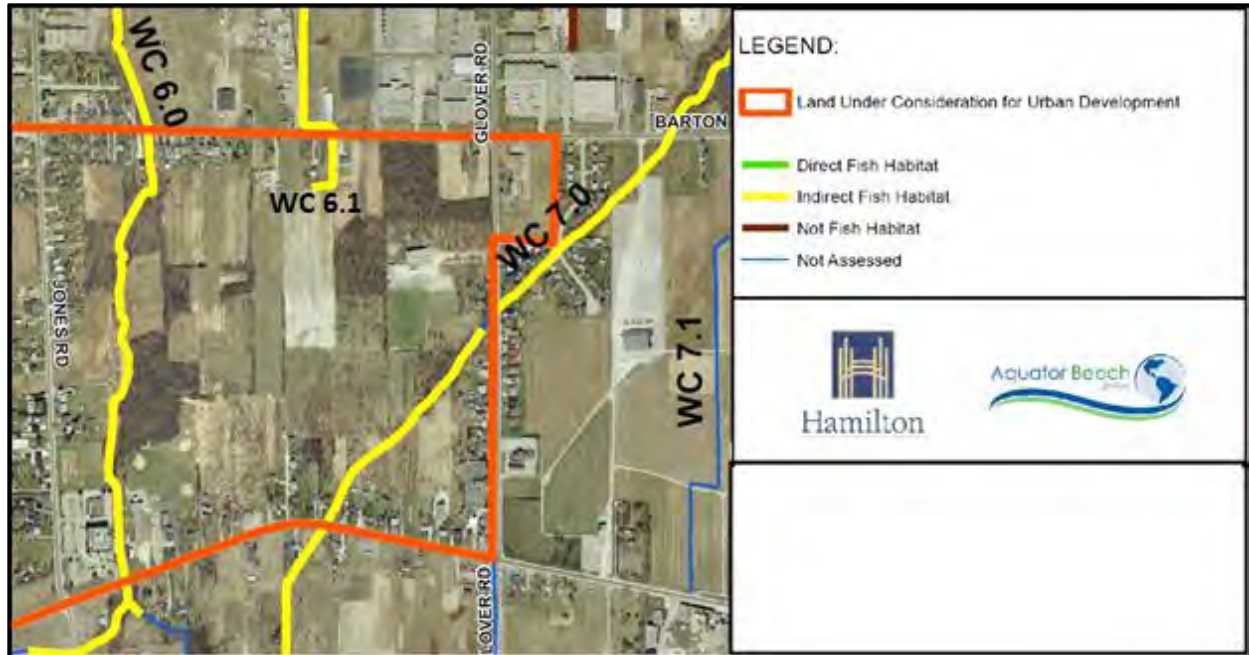 WC 6.0
GLOVER RD
BARTON
WC 6.1
WC 7.0
JONES RD
WC 7.1
GLOVER RD
LEGEND:
Land Under Consideration for Urban Development
Direct Fish Habitat
Indirect Fish Habitat
Not Fish Habitat
Not Assessed
Hamilton
Aquafor Beech